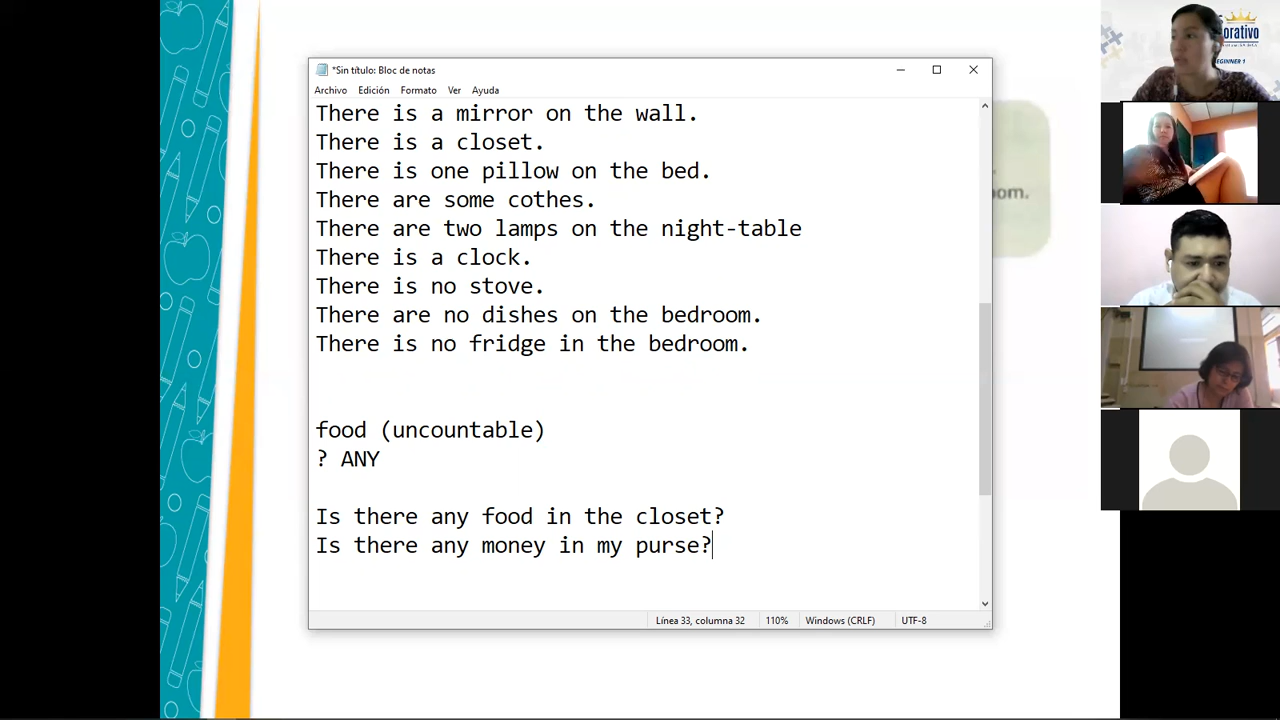 *Sin título: Bloc de notas
Archivo Edición Formato Ver Ayuda
There is a mirror on the wall.
There is a closet.
There is one pillow on the bed.
There are some cothes.
There are two lamps on the night-table
There is a clock.
There is no stove.
There are no dishes on the bedroom.
There is no fridge in the bedroom.
food (uncountable)
? ANY
Is there any food in the closet?
Is there any money in my purse?
Línea 33, columna 32 110% Windows (CRLF) UTF-8
oom.
orativo
EGINNER 1